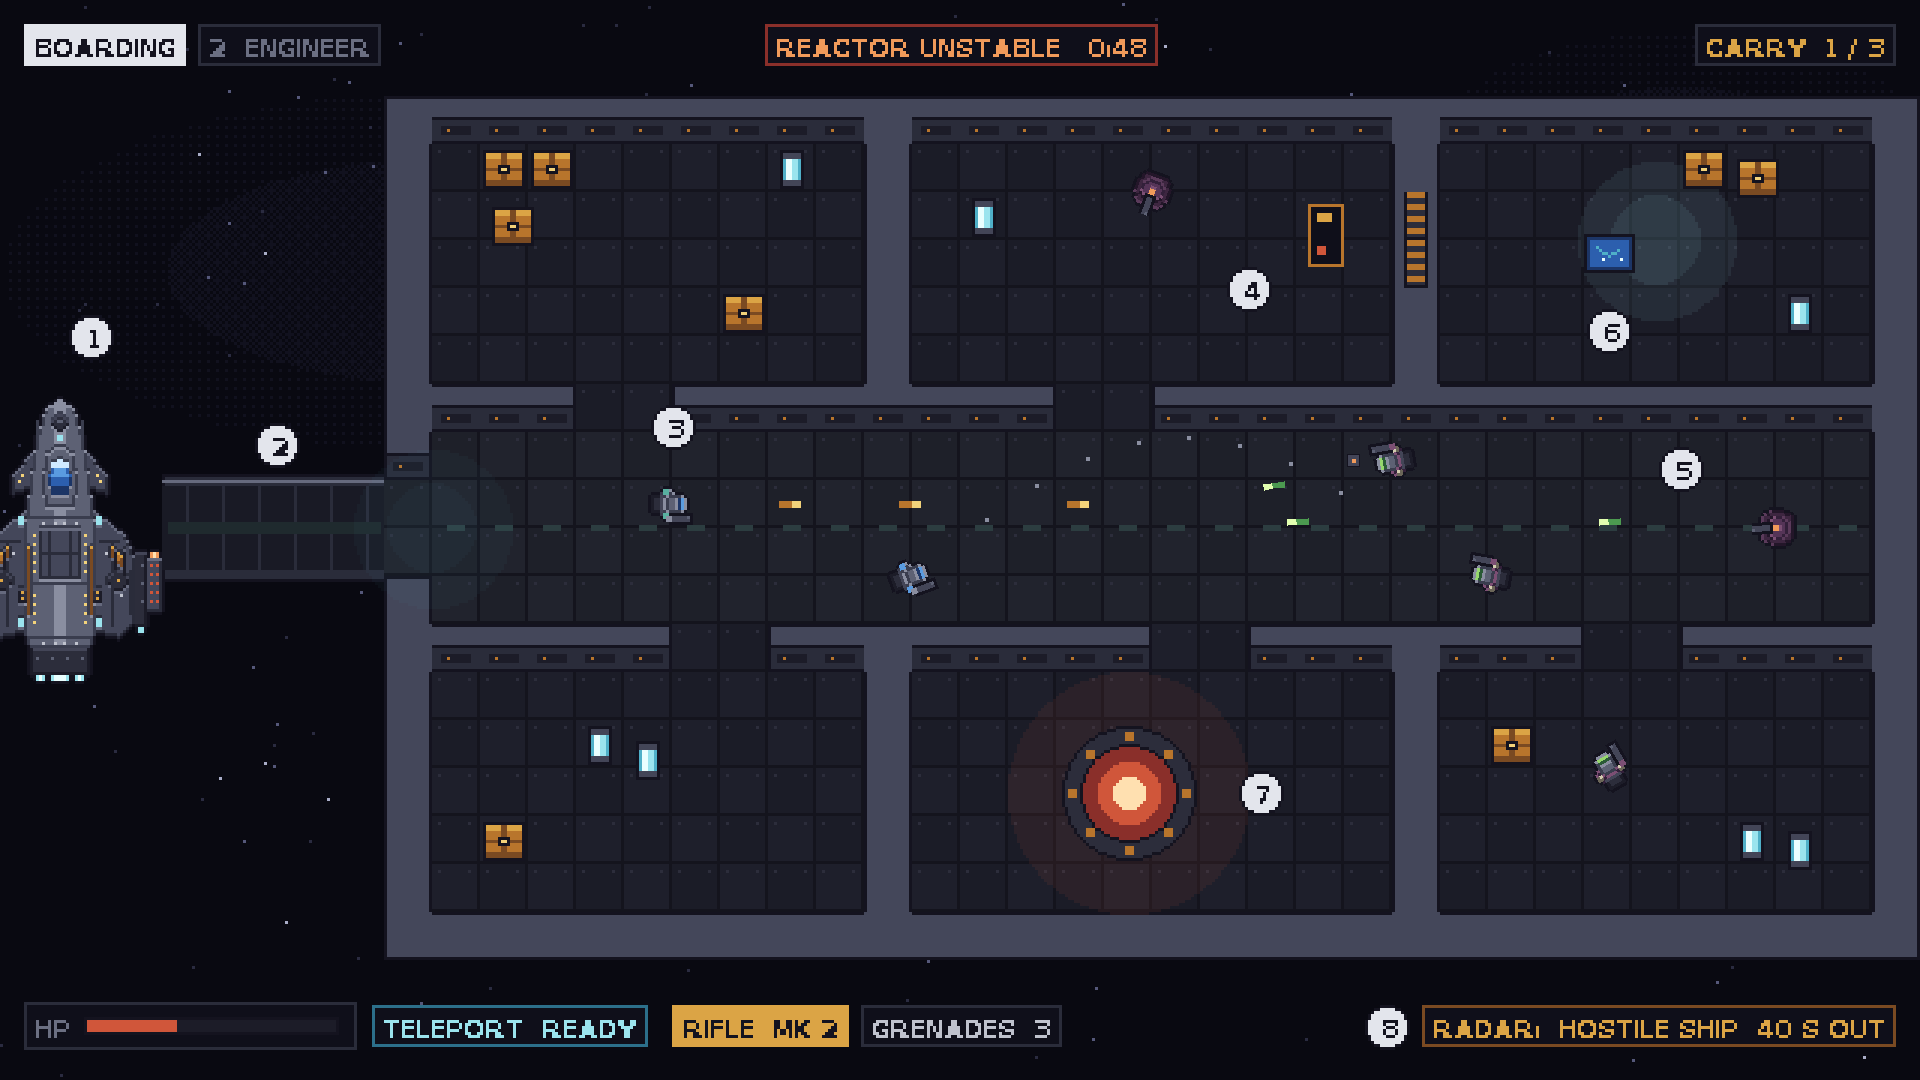 BOARDING
2 ENGINEER
REACTOR UNSTABLE 0:48
CARRY 1 / 3
1
2
3
4
5
6
7
HP
TELEPORT READY
RIFLE MK 2
GRENADES 3
8
RADAR: HOSTILE SHIP 40 S OUT